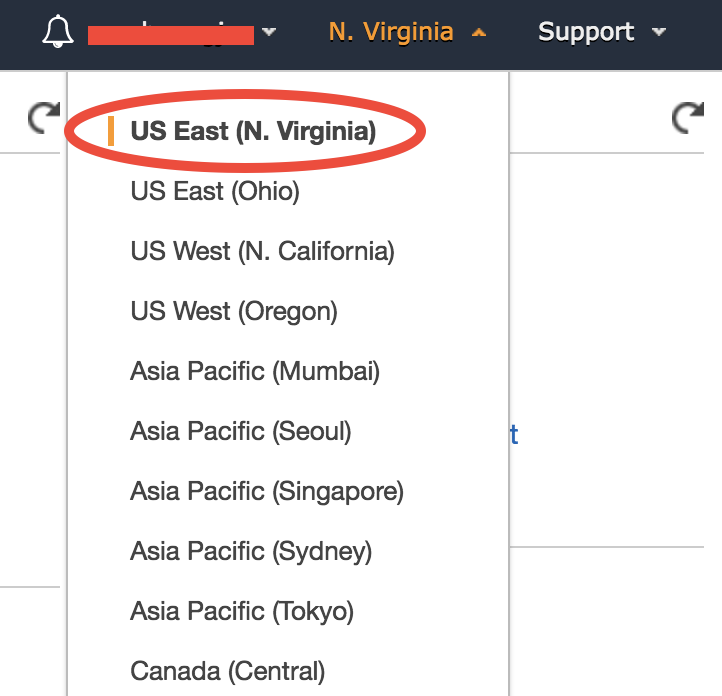 N. Virginia
Support
US East (N. Virginia)
US East (Ohio)
US West (N. California)
US West (Oregon)
Asia Pacific (Mumbai)
Asia Pacific (Seoul)
t
Asia Pacific (Singapore)
Asia Pacific (Sydney)
Asia Pacific (Tokyo)
Canada (Central)